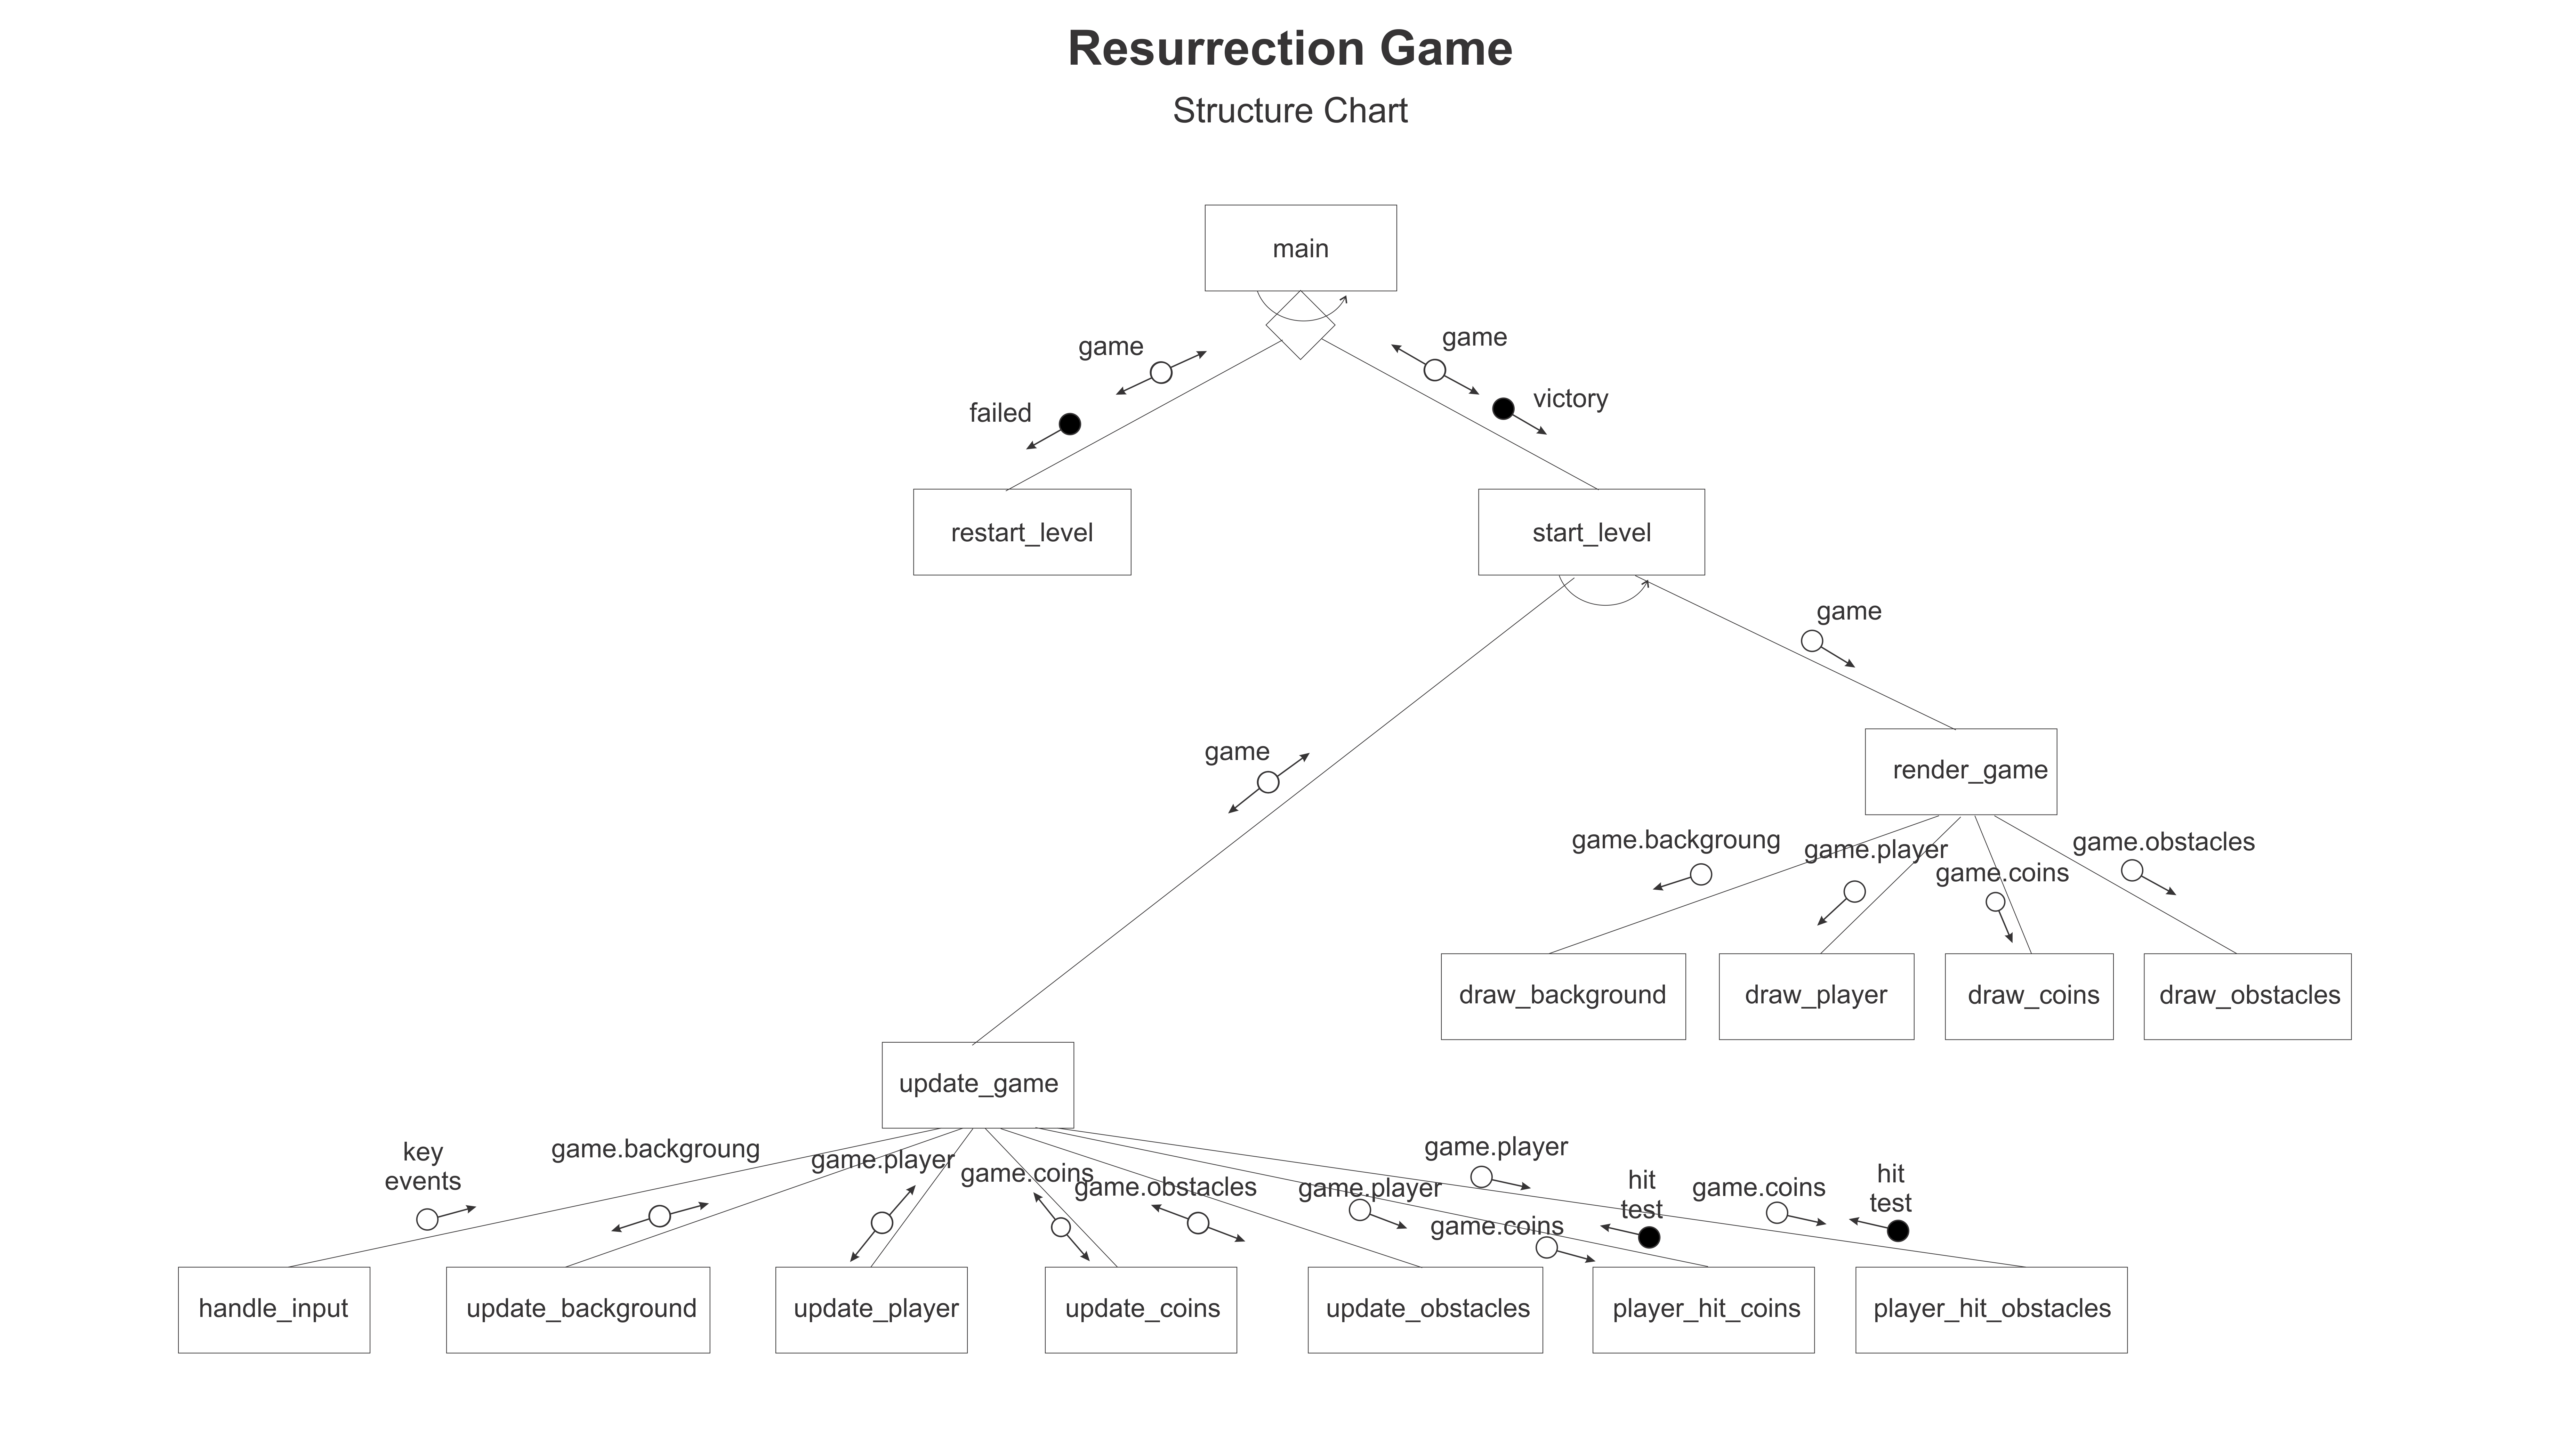 Resurrection Game
Structure Chart
main
game
game
failed
victory
restart_level
start_level
game
game
render_game
game.backgroung
game.player
game.coins
game.obstacles
draw_background
draw_player
draw_coins
draw_obstacles
update_game
key
events
game.backgroung
game.player
game.coins
game.obstacles
game.player
game.coins
hit
test
game.player
game.coins
hit
test
handle_input
update_background
update_player
update_coins
update_obstacles
player_hit_coins
player_hit_obstacles